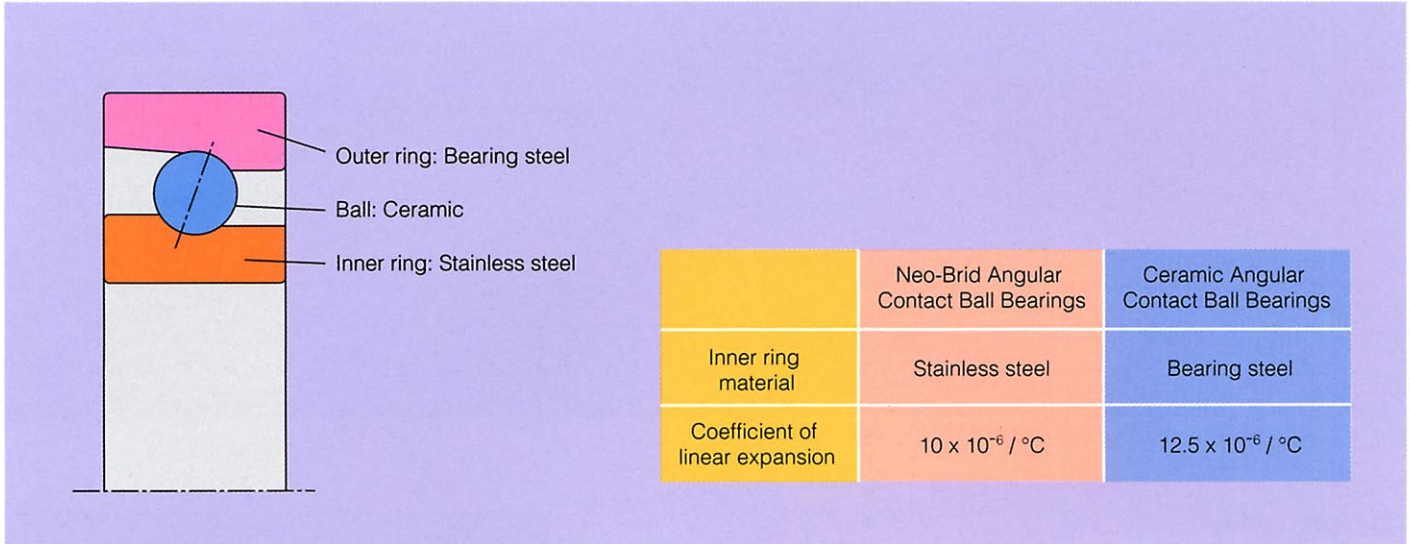 Outer ring: Bearing steel
Ball: Ceramic
Inner ring: Stainless steel
Neo-Brid Angular
Contact Ball Bearings
Ceramic Angular
Contact Ball Bearings
Inner ring
material
Stainless steel
Bearing steel
Coefficient of
linear expansion
10 x 10⁻⁶ / °C
12.5 x 10⁻⁶ / °C